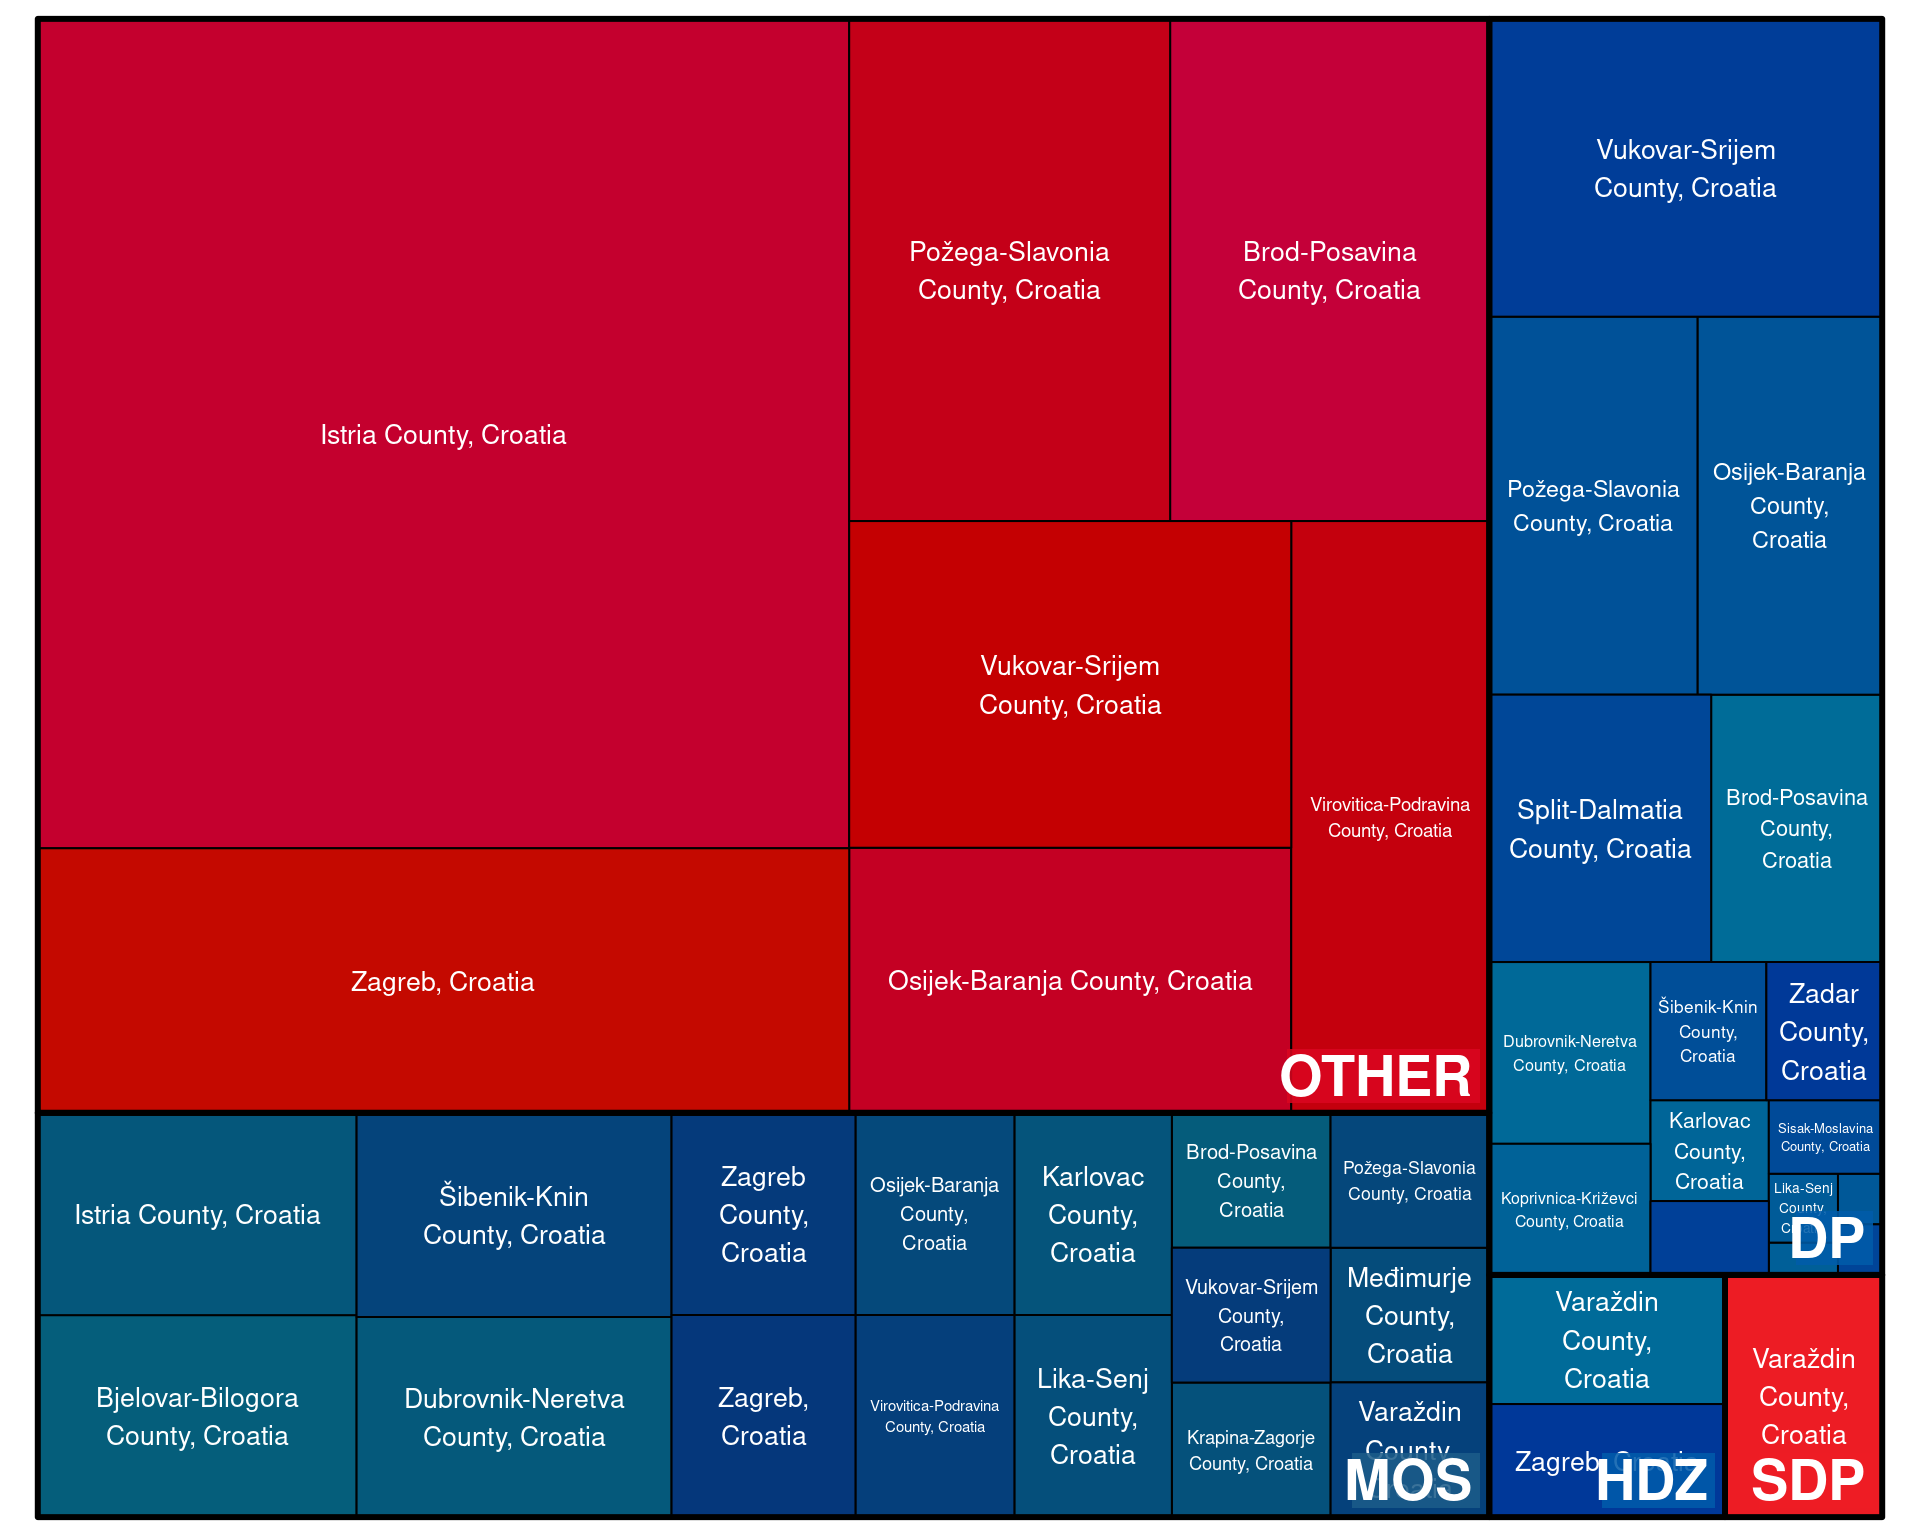 Istria County, Croatia
Požega-Slavonia
County, Croatia
Brod-Posavina
County, Croatia
Vukovar-Srijem
County, Croatia
Virovitica-Podravina
County, Croatia
Zagreb, Croatia
Osijek-Baranja County, Croatia
OTHER
Vukovar-Srijem
County, Croatia
Požega-Slavonia
County, Croatia
Osijek-Baranja
County,
Croatia
Split-Dalmatia
County, Croatia
Brod-Posavina
County,
Croatia
Dubrovnik-Neretva
County, Croatia
Šibenik-Knin
County,
Croatia
Zadar
County,
Croatia
Karlovac
County,
Croatia
Sisak-Moslavina
County, Croatia
Koprivnica-Križevci
County, Croatia
Lika-Senj
County,
DP
Istria County, Croatia
Šibenik-Knin
County, Croatia
Zagreb
County,
Croatia
Osijek-Baranja
County,
Croatia
Karlovac
County,
Croatia
Brod-Posavina
County,
Croatia
Požega-Slavonia
County, Croatia
Vukovar-Srijem
County,
Croatia
Međimurje
County,
Croatia
Bjelovar-Bilogora
County, Croatia
Dubrovnik-Neretva
County, Croatia
Zagreb,
Croatia
Virovitica-Podravina
County, Croatia
Lika-Senj
County,
Croatia
Krapina-Zagorje
County, Croatia
Varaždin
County,
MOS
Varaždin
County,
Croatia
Zagreb, Croatia
HDZ
Varaždin
County,
Croatia
SDP